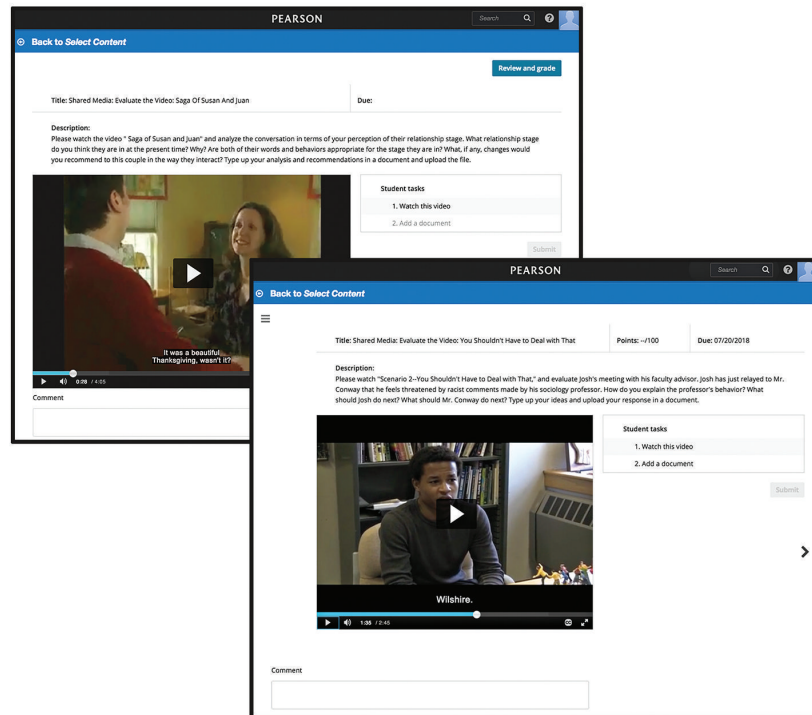 PEARSON
Search
Back to Select Content
Review and grade
Title: Shared Media: Evaluate the Video: Saga Of Susan And Juan
Due:
Description:
Please watch the video " Saga of Susan and Juan" and analyze the conversation in terms of your perception of their relationship stage. What relationship stage
do you think they are in at the present time? Why? Are both of their words and behaviors appropriate for the stage they are in? What, if any, changes would
you recommend to this couple in the way they interact? Type up your analysis and recommendations in a document and upload the file.
It was a beautiful
Thanksgiving, wasn't it?
0:28 / 4:05
Student tasks
1. Watch this video
2. Add a document
Submit
Comment
PEARSON
Search
Back to Select Content
Title: Shared Media: Evaluate the Video: You Shouldn't Have to Deal with That
Points: --/100
Due: 07/20/2018
Description:
Please watch "Scenario 2--You Shouldn't Have to Deal with That," and evaluate Josh's meeting with his faculty advisor. Josh has just relayed to Mr.
Conway that he feels threatened by racist comments made by his sociology professor. How do you explain the professor's behavior? What
should Josh do next? What should Mr. Conway do next? Type up your ideas and upload your response in a document.
Wilshire.
1:35 / 2:45
CC
Student tasks
1. Watch this video
2. Add a document
Submit
Comment